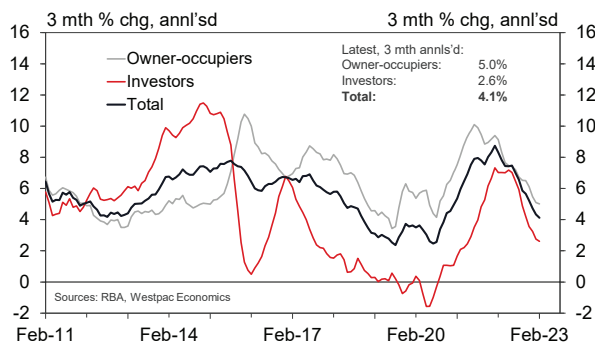 3 mth % chg, annl'sd 3 mth % chg, annl'sd
16 16
14 14
12 12
10 10
8 8
6 6
4 4
2 2
0 0
-2 -2
Owner-occupiers
Investors
Total
Latest, 3 mth annls'd:
Owner-occupiers: 5.0%
Investors: 2.6%
Total: 4.1%
Sources: RBA, Westpac Economics
Feb-11 Feb-14 Feb-17 Feb-20 Feb-23